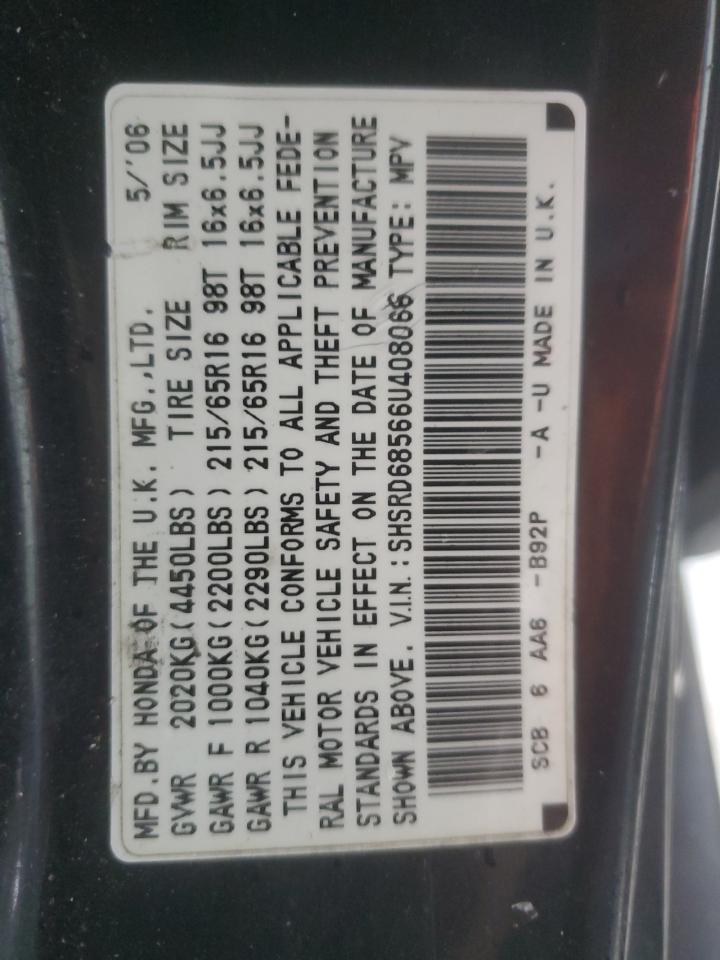 MFD.BY HONDA OF THE U.K. MFG.,LTD. 5/'06
GVWR 2020KG(4450LBS) TIRE SIZE RIM SIZE
GAWR F 1000KG(2200LBS) 215/65R16 98T 16x6.5JJ
GAWR R 1040KG(2290LBS) 215/65R16 98T 16x6.5JJ
THIS VEHICLE CONFORMS TO ALL APPLICABLE FEDE-
RAL MOTOR VEHICLE SAFETY AND THEFT PREVENTION
STANDARDS IN EFFECT ON THE DATE OF MANUFACTURE
SHOWN ABOVE. V.I.N.:SHSRD68566U408066 TYPE: MPV
SCB 6 AA6 -B92P -A -U MADE IN U.K.